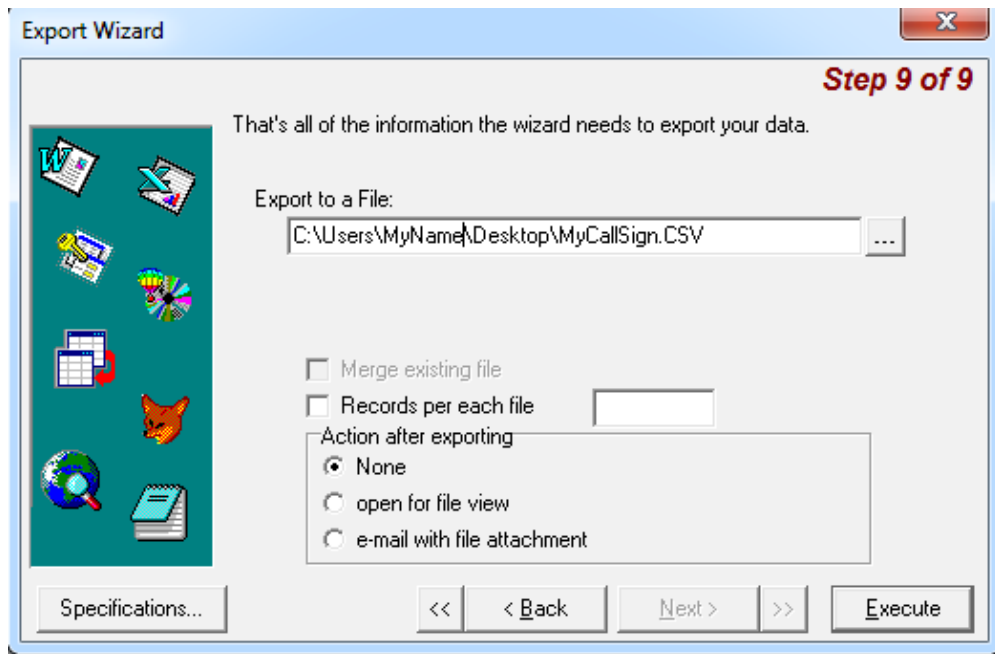 Export Wizard
X
Step 9 of 9
That's all of the information the wizard needs to export your data.
Export to a File:
C:\Users\MyName\Desktop\MyCallSign.CSV
...
Merge existing file
Records per each file
Action after exporting
None
open for file view
e-mail with file attachment
Specifications...
<<
< Back
Next >
>>
Execute